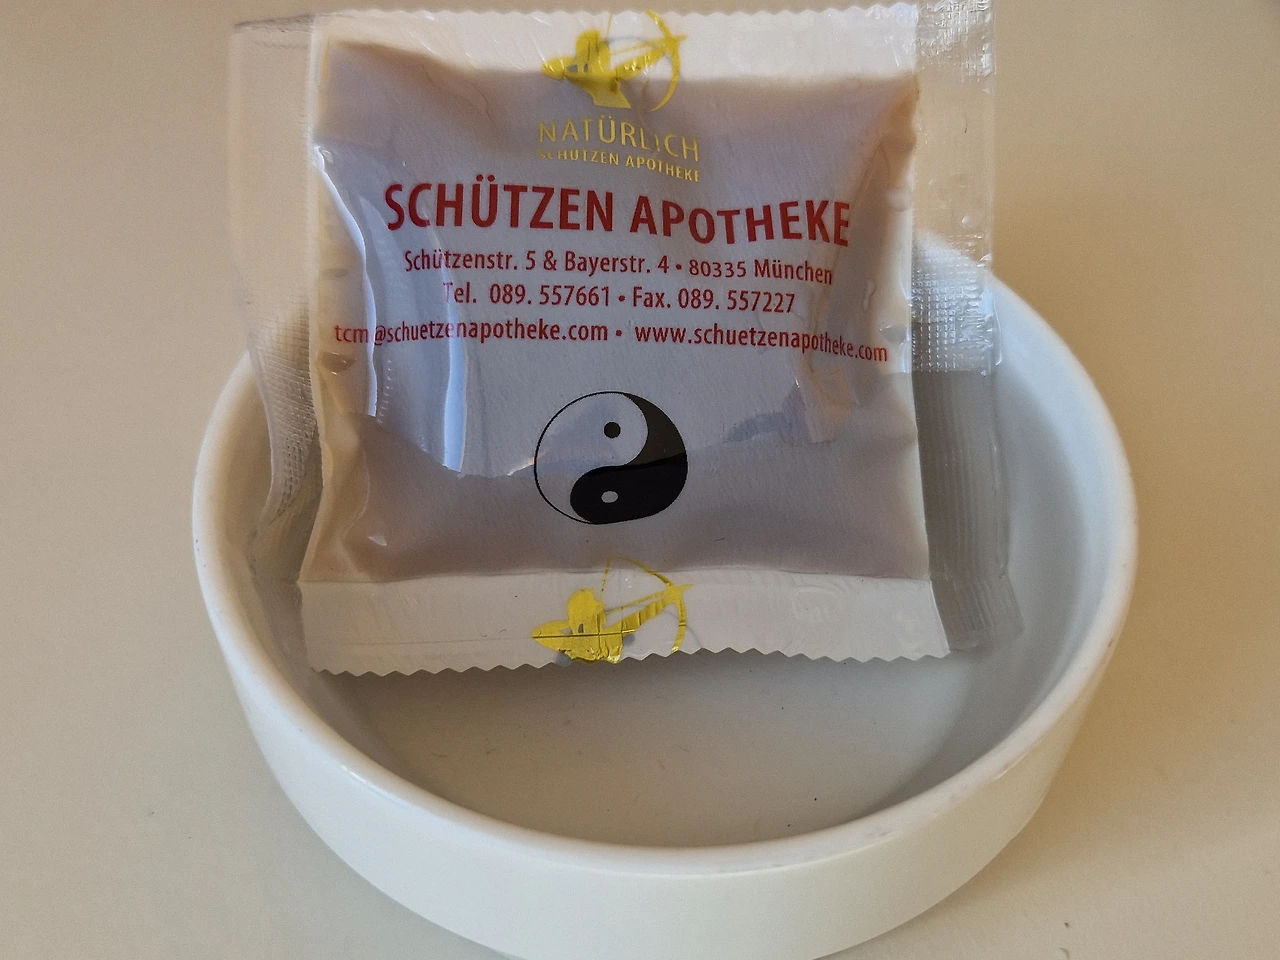 NATÜRLICH
SCHÜTZEN APOTHEKE
SCHÜTZEN APOTHEKE
Schützenstr. 5 & Bayerstr. 4 • 80335 München
Tel. 089. 557661 • Fax. 089. 557227
tcm@schuetzenapotheke.com • www.schuetzenapotheke.com